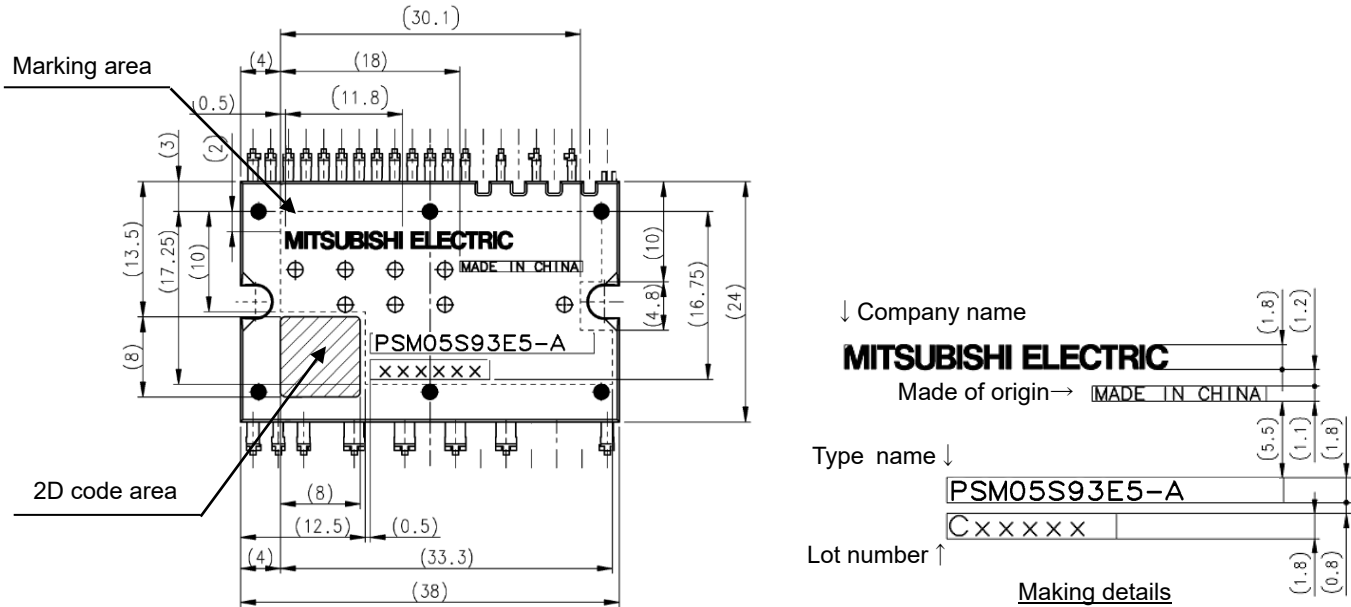 (30.1)
(4)
(18)
Marking area
(0.5)
(11.8)
(3)
(2)
(13.5)
(17.25)
(10)
MITSUBISHI ELECTRIC
MADE IN CHINA
(10)
(4.8)
(16.75)
(24)
(8)
PSM05S93E5-A
××××××
2D code area
(8)
(12.5)
(0.5)
(4)
(33.3)
(38)
↓ Company name
(1.8)
(1.2)
MITSUBISHI ELECTRIC
Made of origin→
MADE IN CHINA
(5.5)
(1.1)
(1.8)
Type name ↓
PSM05S93E5-A
C×××××
Lot number ↑
(1.8)
(0.8)
Making details